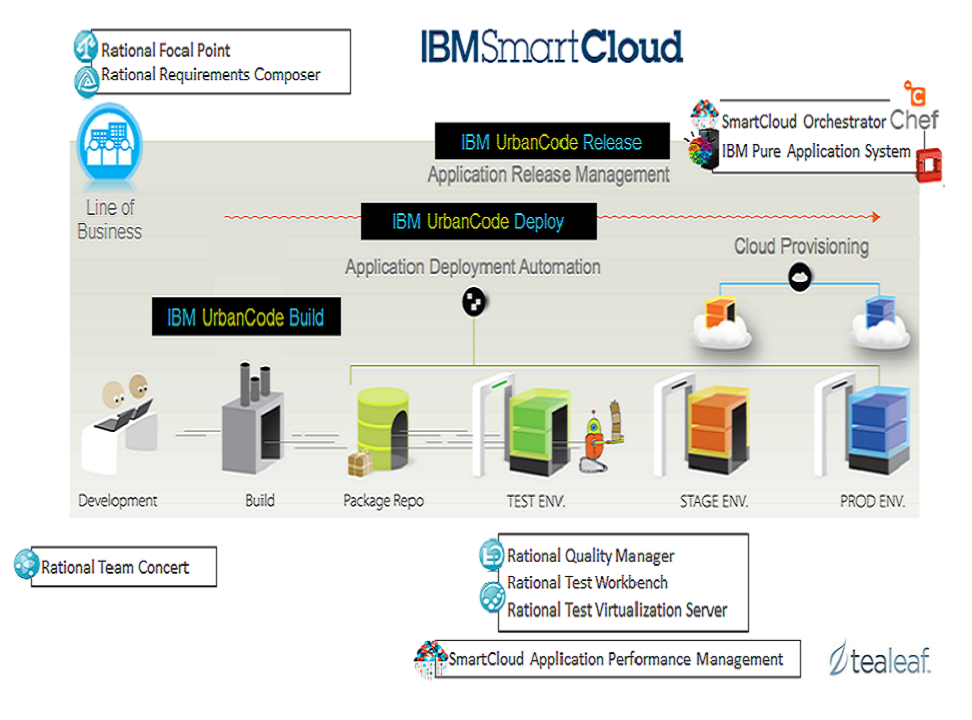 Rational Focal Point
Rational Requirements Composer
IBMSmartCloud
SmartCloud Orchestrator
Chef
IBM Pure Application System
IBM UrbanCode Release
Application Release Management
Line of
Business
IBM UrbanCode Deploy
Application Deployment Automation
Cloud Provisioning
IBM UrbanCode Build
Development
Build
Package Repo
TEST ENV.
STAGE ENV.
PROD ENV.
Rational Team Concert
Rational Quality Manager
Rational Test Workbench
Rational Test Virtualization Server
SmartCloud Application Performance Management
tealeaf